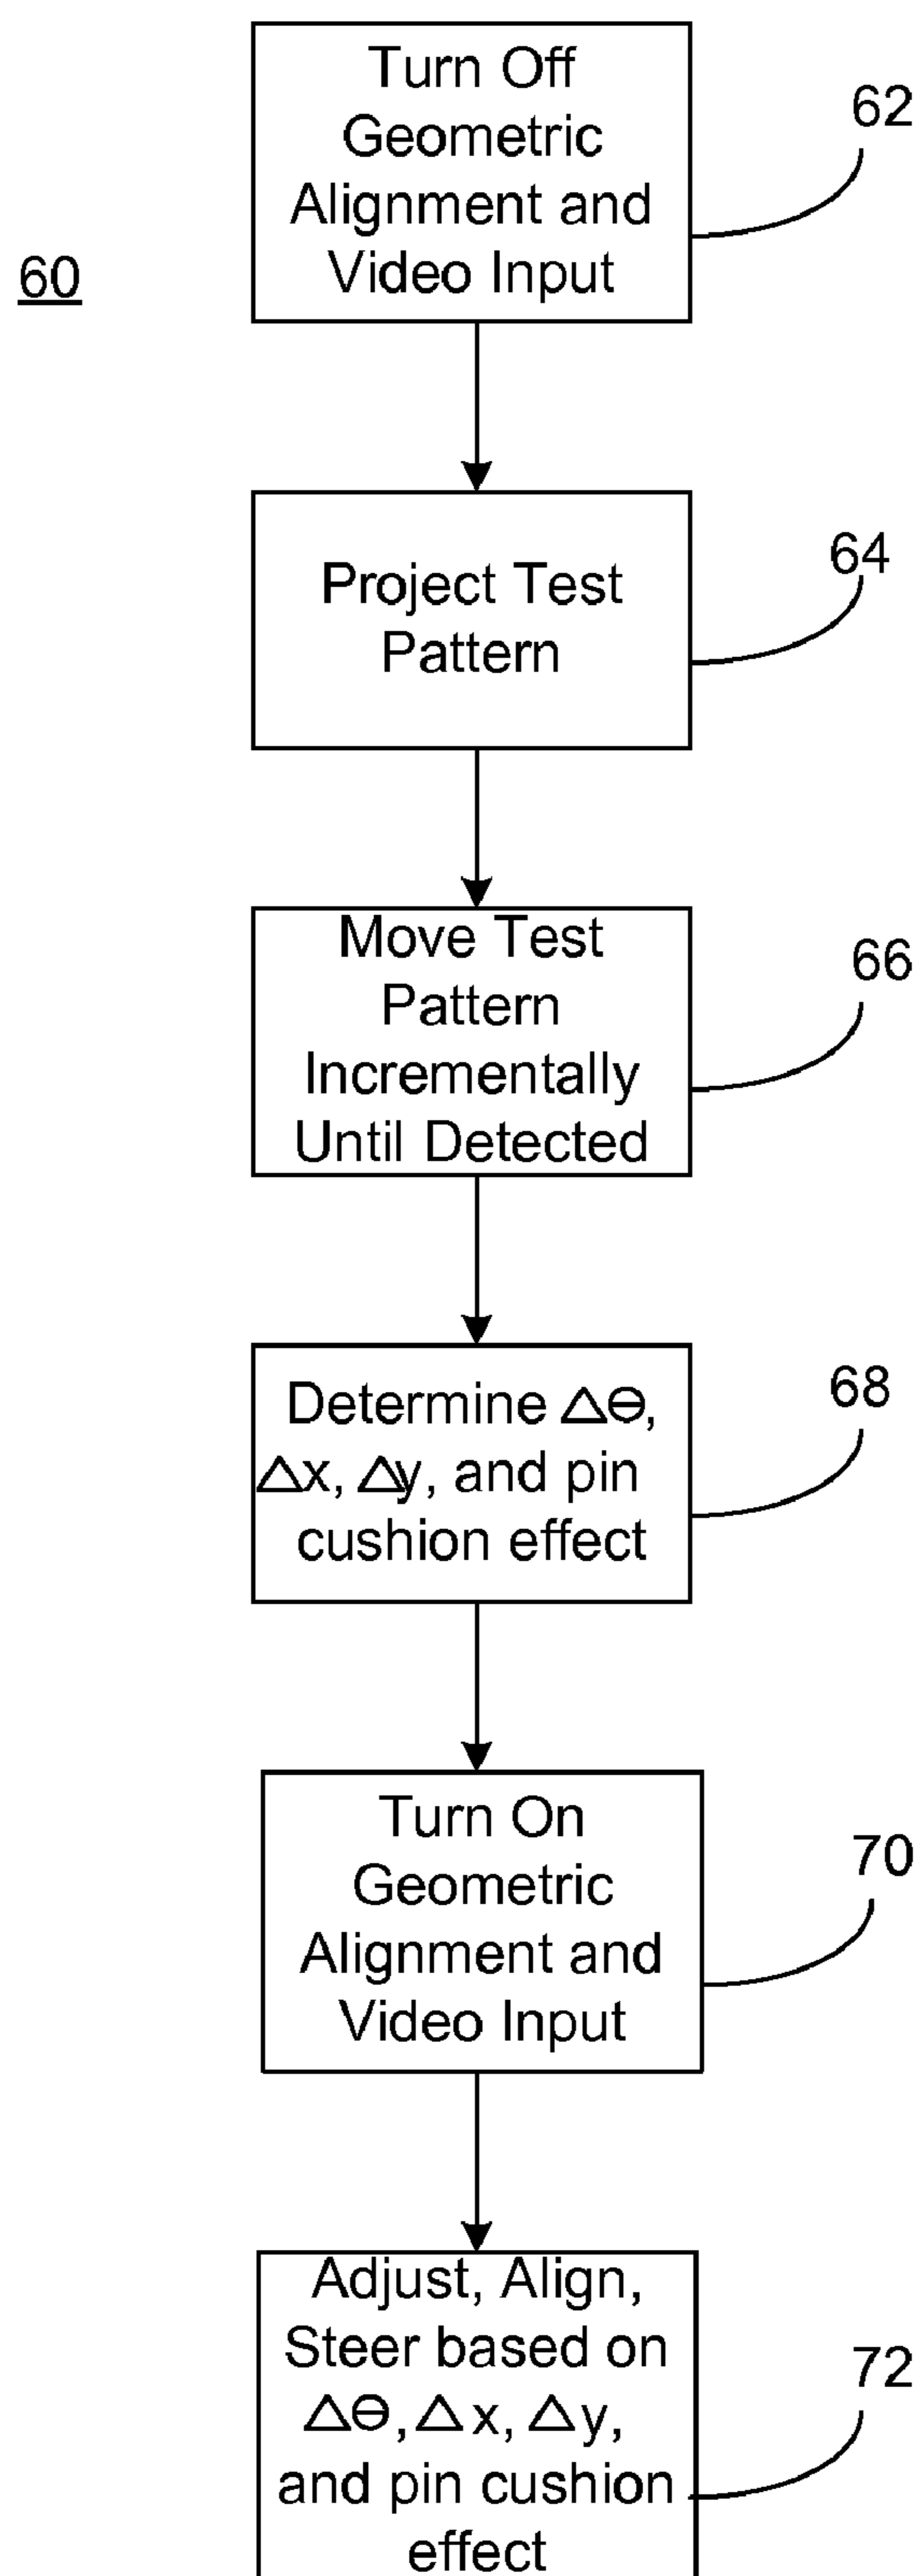 Turn Off
Geometric
Alignment and
Video Input
62
60
Project Test
Pattern
64
Move Test
Pattern
Incrementally
Until Detected
66
Determine ΔΘ,
Δx, Δy, and pin
cushion effect
68
Turn On
Geometric
Alignment and
Video Input
70
Adjust, Align,
Steer based on
ΔΘ, Δx, Δy,
and pin cushion
effect
72